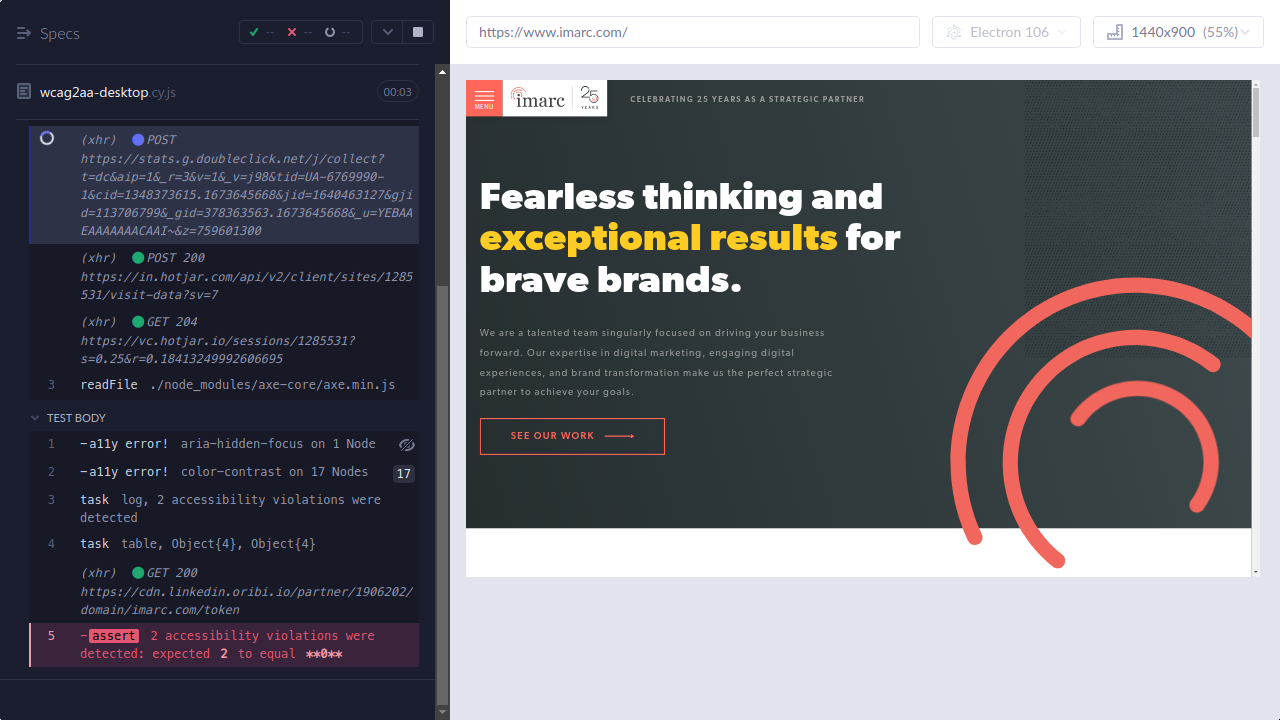 Specs
--
--
--
https://www.imarc.com/
Electron 106
1440x900 (55%)
wcag2aa-desktop.cy.js
00:03
(xhr) POST
https://stats.g.doubleclick.net/j/collect?
t=dc&aip=1&_r=3&v=1&_v=j98&tid=UA-6769990-
1&cid=1348373615.1673645668&jid=1640463127&gji
d=113706799&_gid=378363563.1673645668&_u=YEBAA
EAAAAAAACAAI~&z=759601300
(xhr) POST 200
https://in.hotjar.com/api/v2/client/sites/1285
531/visit-data?sv=7
(xhr) GET 204
https://vc.hotjar.io/sessions/1285531?
s=0.25&r=0.18413249992606695
3 readFile ./node_modules/axe-core/axe.min.js
TEST BODY
1 -a11y error! aria-hidden-focus on 1 Node
2 -a11y error! color-contrast on 17 Nodes 17
3 task log, 2 accessibility violations were
detected
4 task table, Object{4}, Object{4}
(xhr) GET 200
https://cdn.linkedin.oribi.io/partner/1906202/
domain/imarc.com/token
5 -assert 2 accessibility violations were
detected: expected 2 to equal **0**
MENU
imarc
25
YEARS
CELEBRATING 25 YEARS AS A STRATEGIC PARTNER
Fearless thinking and
exceptional results for
brave brands.
We are a talented team singularly focused on driving your business
forward. Our expertise in digital marketing, engaging digital
experiences, and brand transformation make us the perfect strategic
partner to achieve your goals.
SEE OUR WORK